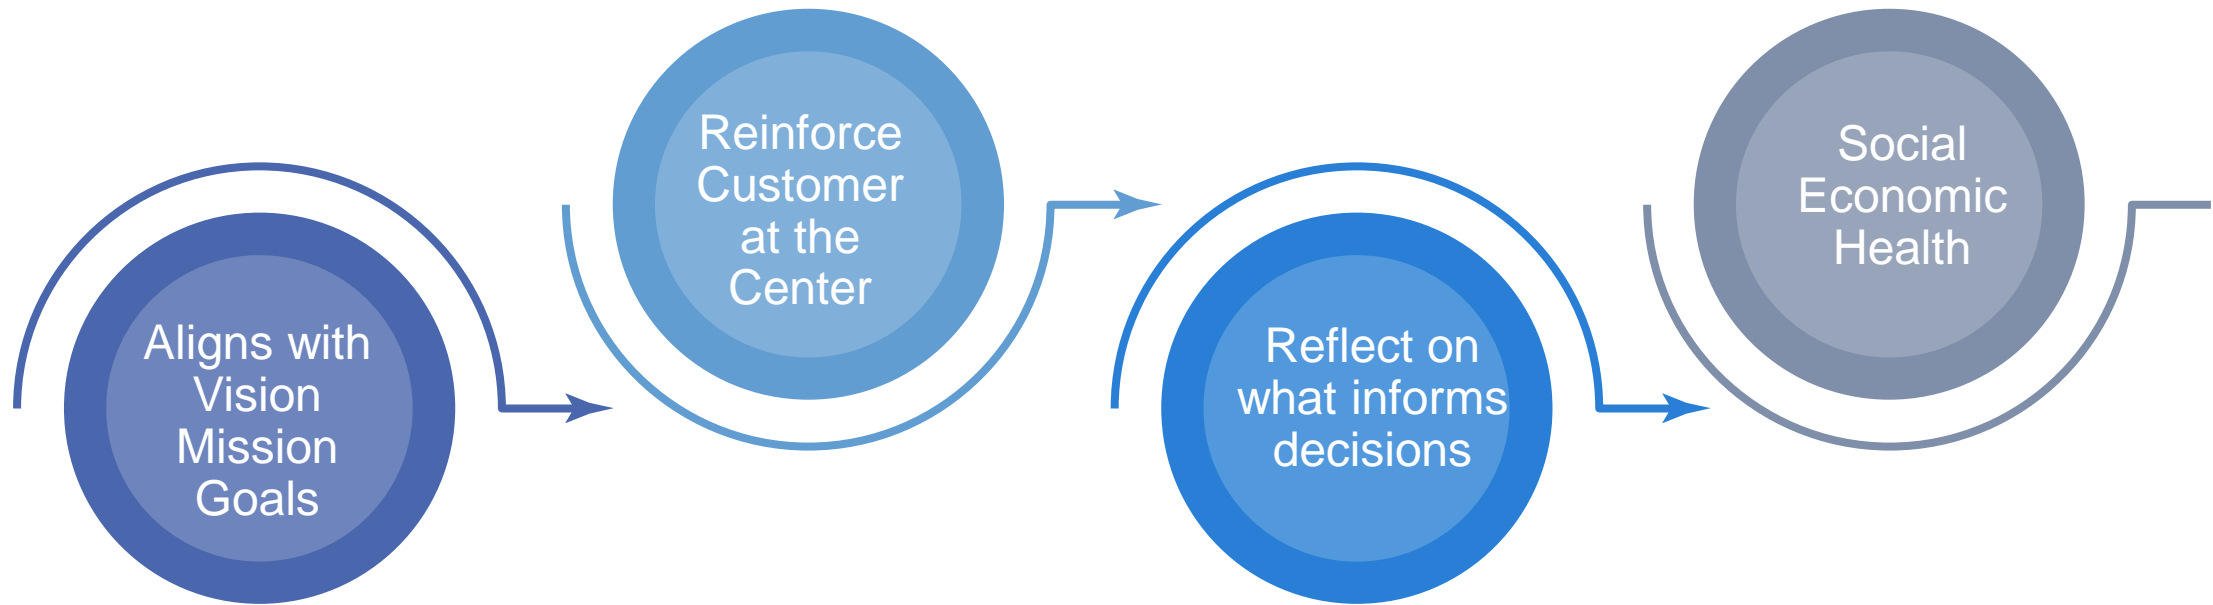 Aligns with
Vision
Mission
Goals
Reinforce
Customer
at the
Center
Reflect on
what informs
decisions
Social
Economic
Health